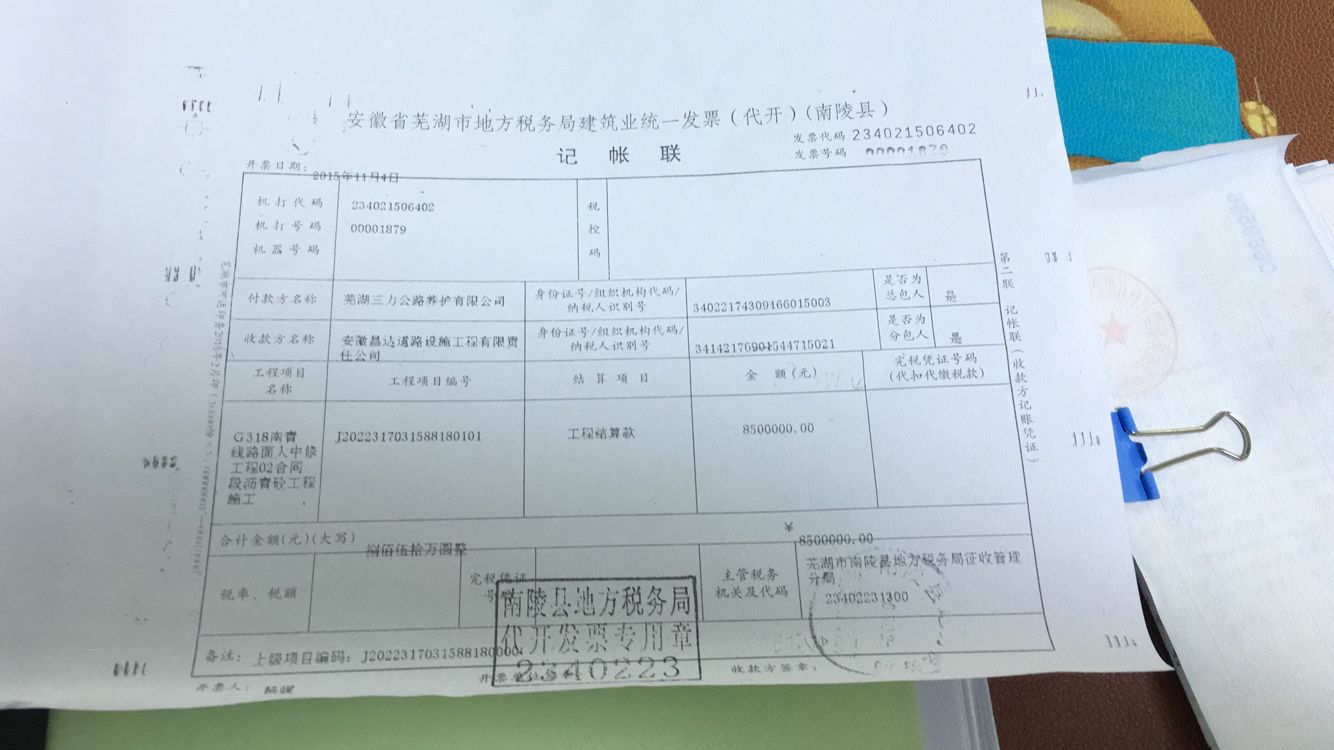 安徽省芜湖市地方税务局建筑业统一发票（代开）（南陵县）
发票代码 234021506402
记 帐 联
发票号码 00001879
开票日期：2015年11月4日
机打代码 234021506402
机打号码 00001879
机器号码
税控码
付款方名称 芜湖三力公路养护有限公司 身份证号/组织机构代码/纳税人识别号 34022174309166015003 是否为总包人 是
收款方名称 安徽昌达道路设施工程有限责任公司 身份证号/组织机构代码/纳税人识别号 34142176901544715021 是否为分包人 是
工程项目名称 工程项目编号 结算项目 金 额(元) 完税凭证号码(代扣代缴税款)
G318南青 J2022317031588180101 工程结算款 8500000.00
线路面人中修
工程02合同
段沥青砼工程
施工
合计金额(元)(大写) 捌佰伍拾万圆整 ￥ 8500000.00
税率、税额 完税凭证号码 主管税务机关及代码 芜湖市南陵县地方税务局征收管理分局
23402231300
南陵县地方税务局
代开发票专用章
2340223
备注： 上级项目编码：J2022317031588180000
开票人： 收款方签章：
第二联 记帐联（收款方记账凭证）